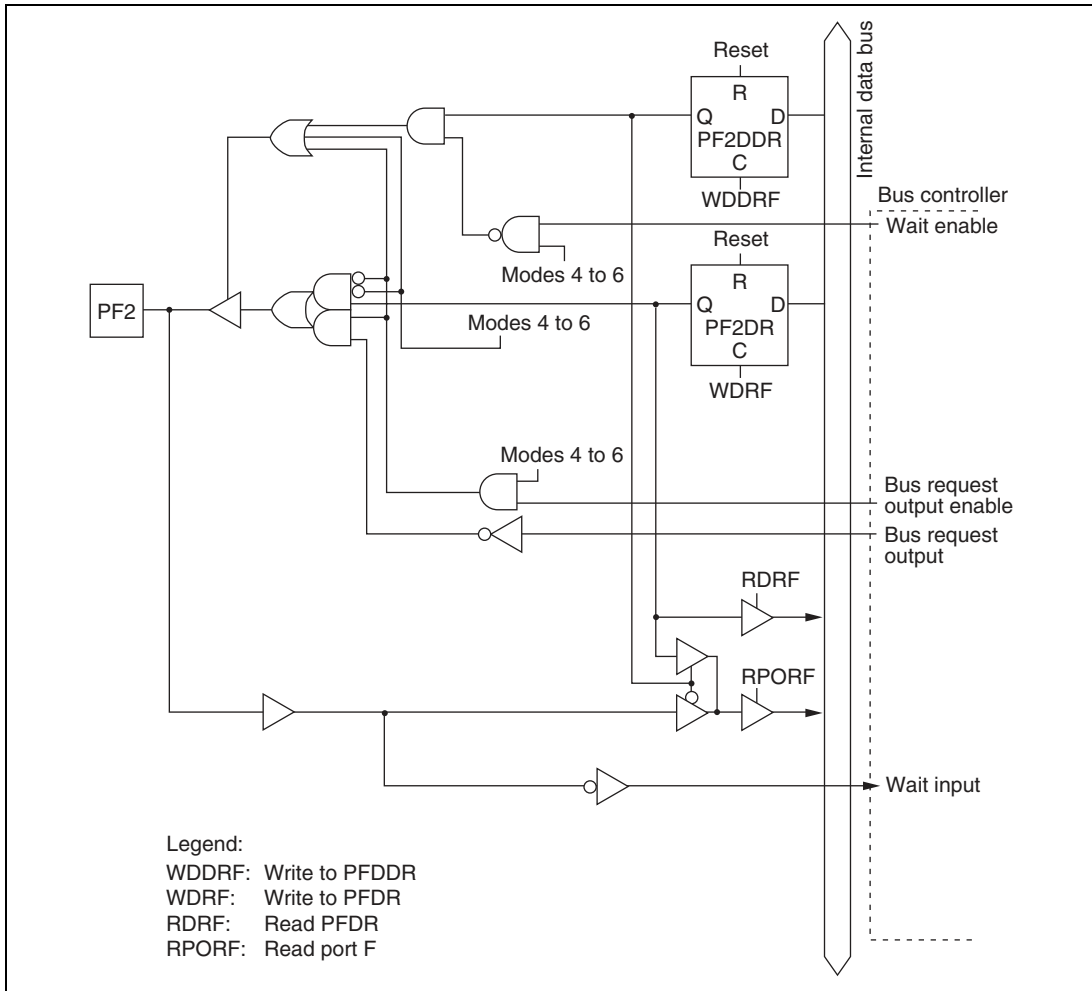 Reset
R
Q D
PF2DDR
C
WDDRF
Internal data bus
Bus controller
Wait enable
Modes 4 to 6
Reset
R
Q D
PF2DR
C
WDRF
PF2
Modes 4 to 6
Modes 4 to 6
Bus request
output enable
Bus request
output
RDRF
RPORF
Wait input
Legend:
WDDRF: Write to PFDDR
WDRF: Write to PFDR
RDRF: Read PFDR
RPORF: Read port F